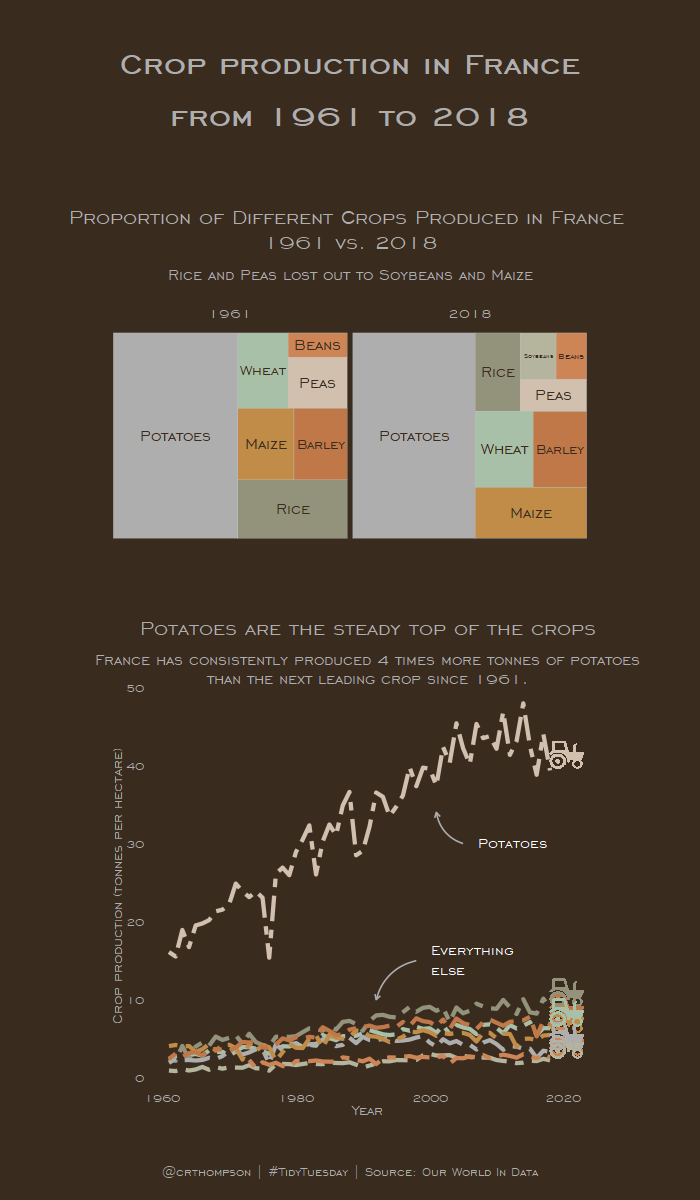 Crop production in France
from 1961 to 2018
Proportion of Different Crops Produced in France
1961 vs. 2018
Rice and Peas lost out to Soybeans and Maize
1961
2018
Potatoes
Wheat
Beans
Peas
Maize
Barley
Rice
Potatoes
Rice
Soybeans
Beans
Peas
Wheat
Barley
Maize
Potatoes are the steady top of the crops
France has consistently produced 4 times more tonnes of potatoes
than the next leading crop since 1961.
Crop production (tonnes per hectare)
50
40
30
20
10
0
Potatoes
Everything
else
1960
1980
2000
2020
Year
@crthompson | #TidyTuesday | Source: Our World In Data